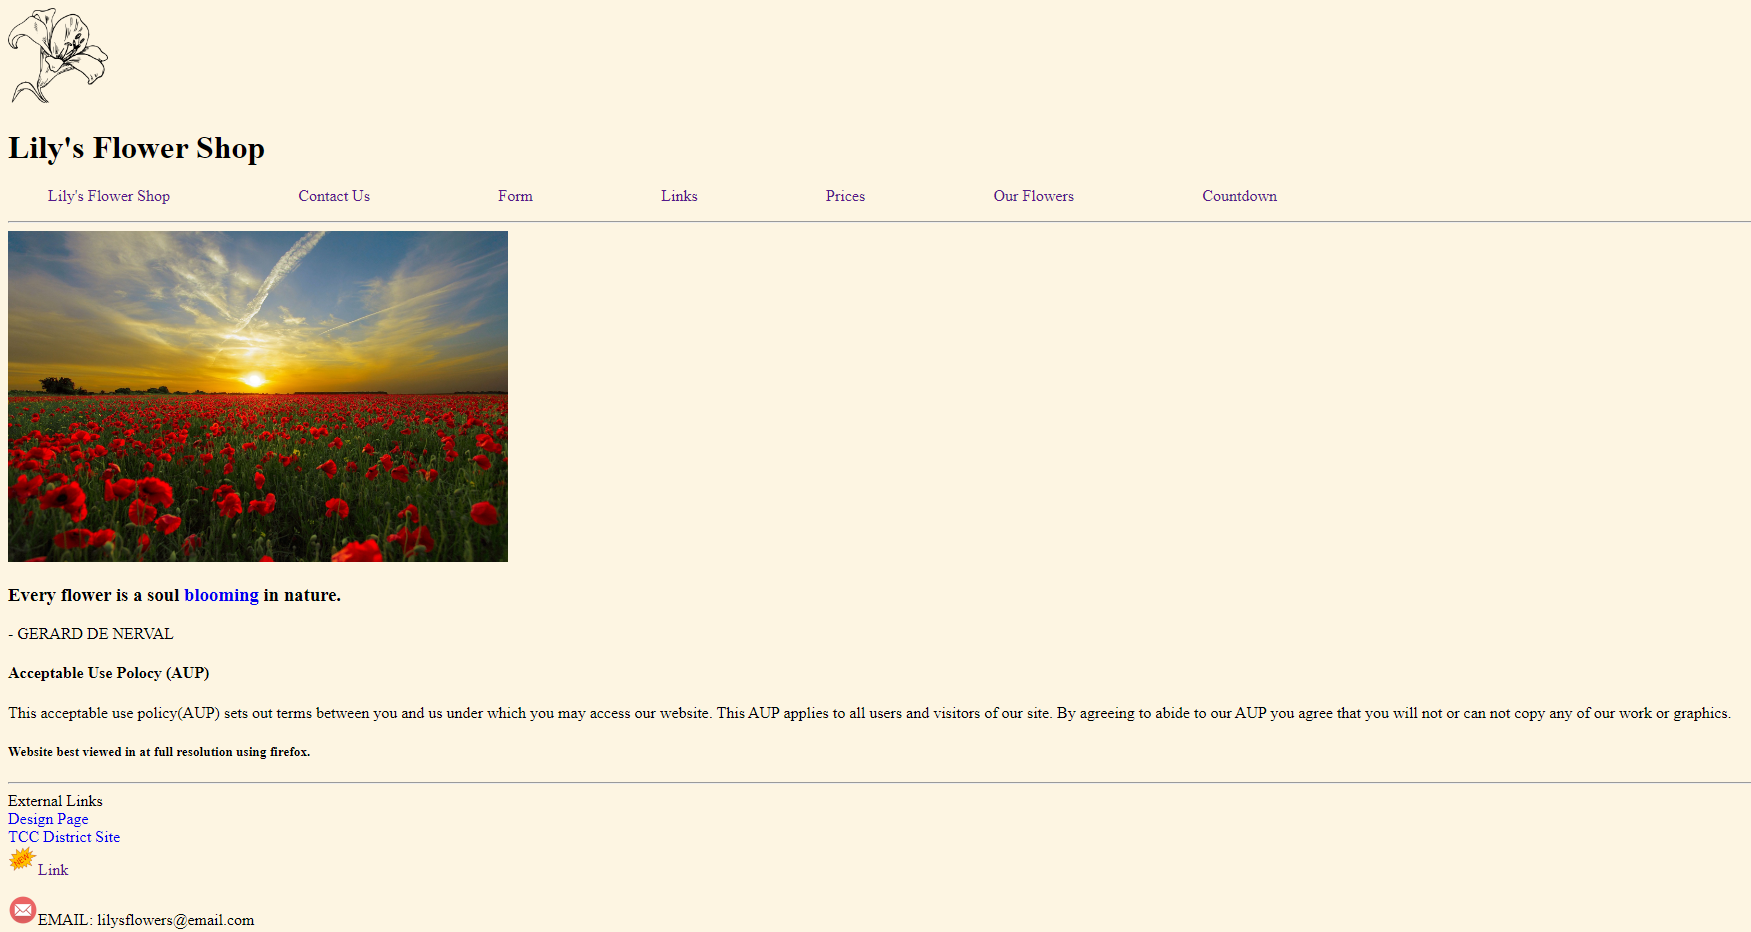 Lily's Flower Shop
Lily's Flower Shop Contact Us Form Links Prices Our Flowers Countdown
Every flower is a soul blooming in nature.
- GERARD DE NERVAL
Acceptable Use Polocy (AUP)
This acceptable use policy(AUP) sets out terms between you and us under which you may access our website. This AUP applies to all users and visitors of our site. By agreeing to abide to our AUP you agree that you will not or can not copy any of our work or graphics.
Website best viewed in at full resolution using firefox.
External Links
Design Page
TCC District Site
NEW Link
EMAIL: lilysflowers@email.com